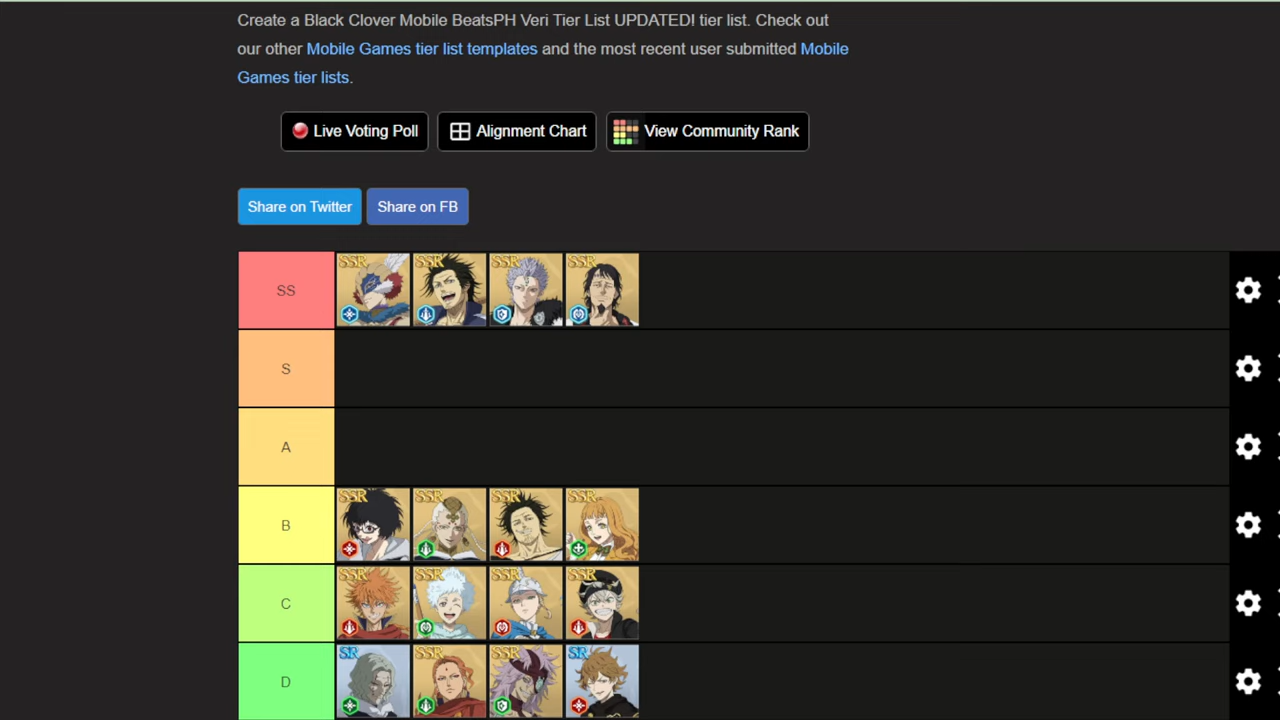 Create a Black Clover Mobile BeatsPH Veri Tier List UPDATED! tier list. Check out
our other Mobile Games tier list templates and the most recent user submitted Mobile
Games tier lists.
Live Voting Poll Alignment Chart View Community Rank
Share on Twitter Share on FB
SS SSR SSR SSR SSR
S
A
B SSR SSR SSR SSR
C SSR SSR SSR SSR
D SR SSR SSR SR